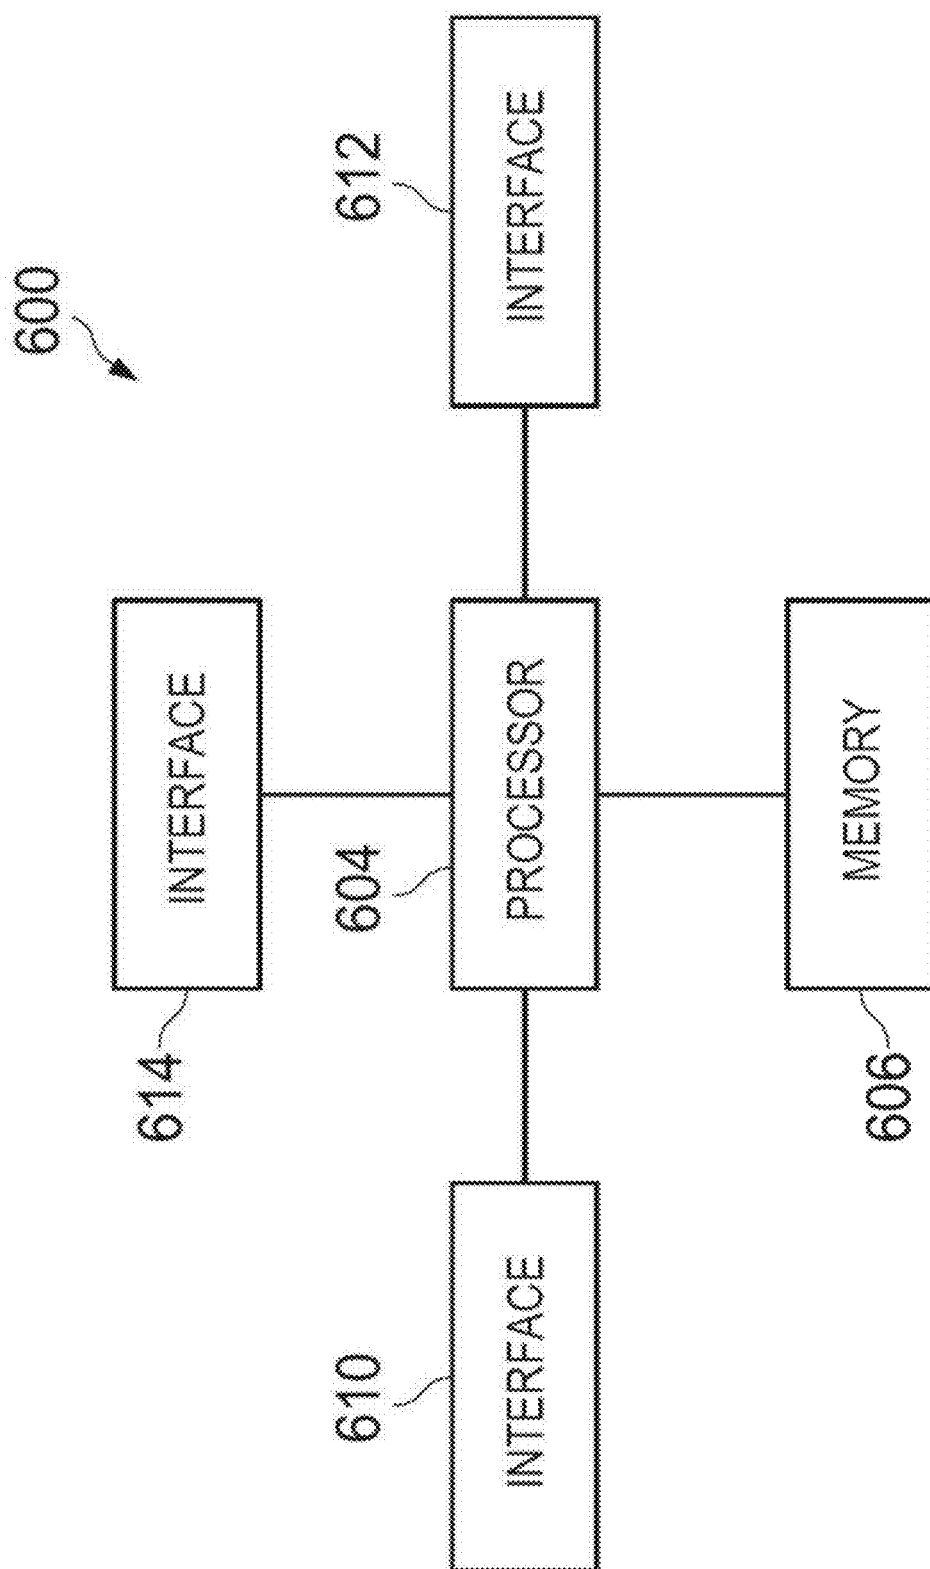 600
614
INTERFACE
610
INTERFACE
604
PROCESSOR
612
INTERFACE
606
MEMORY